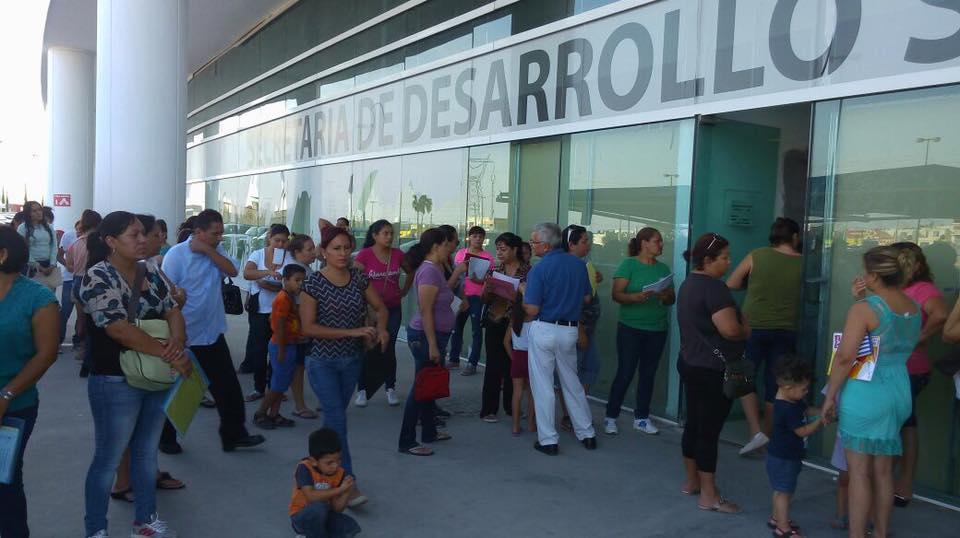 SECRETARIA DE DESARROLLO S